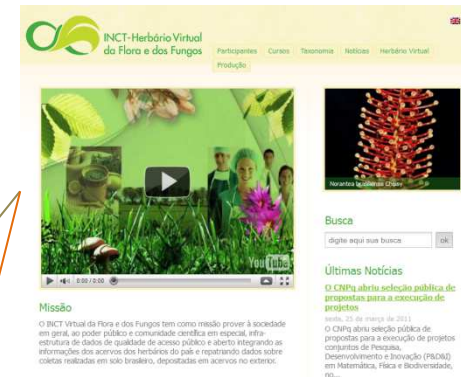 INCT-Herbário Virtual
da Flora e dos Fungos
Participantes Cursos Taxonomia Notícias Herbário Virtual
Produção
YouTube
0:00 / 0:00
Norantea brasiliensis Choisy
Missão
O INCT Virtual da Flora e dos Fungos tem como missão prover à sociedade
em geral, ao poder público e comunidade científica em especial, infra-
estrutura de dados de qualidade de acesso público e aberto integrando as
informações dos acervos dos herbários do país e repatriando dados sobre
coletas realizadas em solo brasileiro, depositadas em acervos no exterior.
Busca
digite aqui sua busca ok
Últimas Notícias
O CNPq abriu seleção pública de
propostas para a execução de
projetos
sexta, 25 de março de 2011
O CNPq abriu seleção pública de
propostas para a execução de projetos
conjuntos de Pesquisa,
Desenvolvimento e Inovação (P&D&I)
em Matemática, Física e Biodiversidade,
no...